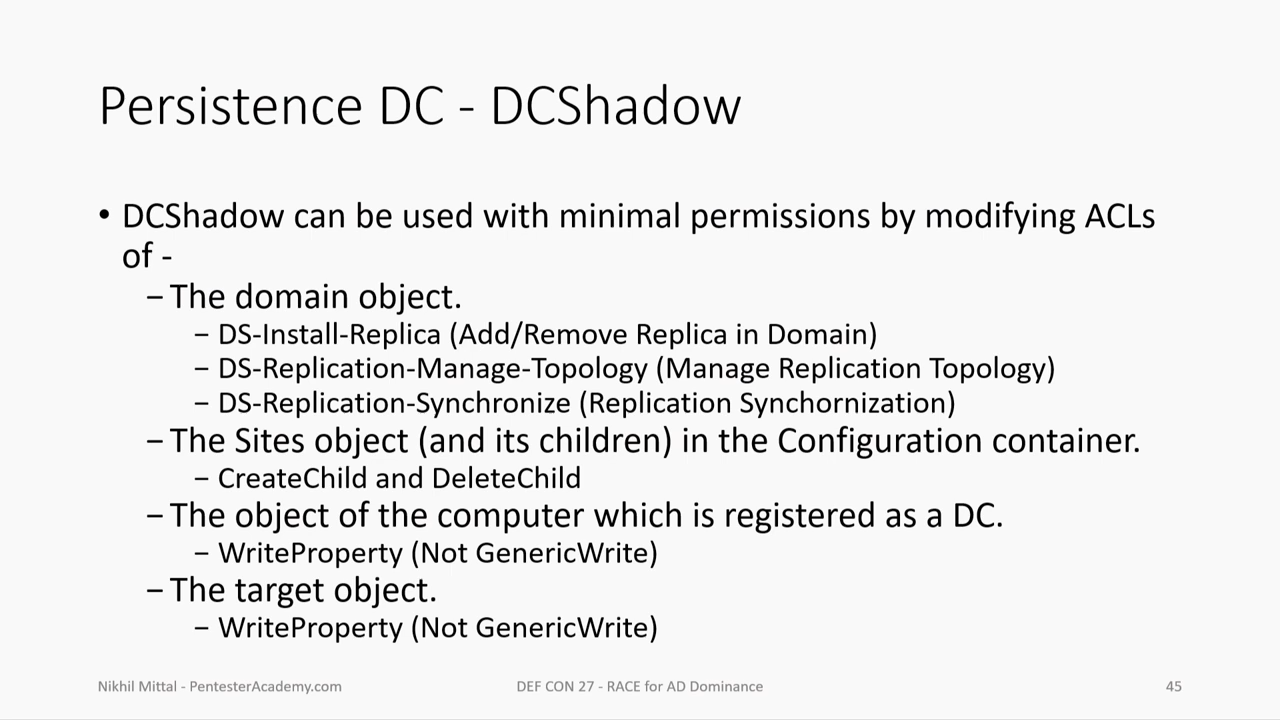 Persistence DC - DCShadow
• DCShadow can be used with minimal permissions by modifying ACLs
of -
– The domain object.
– DS-Install-Replica (Add/Remove Replica in Domain)
– DS-Replication-Manage-Topology (Manage Replication Topology)
– DS-Replication-Synchronize (Replication Synchornization)
– The Sites object (and its children) in the Configuration container.
– CreateChild and DeleteChild
– The object of the computer which is registered as a DC.
– WriteProperty (Not GenericWrite)
– The target object.
– WriteProperty (Not GenericWrite)
Nikhil Mittal - PentesterAcademy.com
DEF CON 27 - RACE for AD Dominance
45